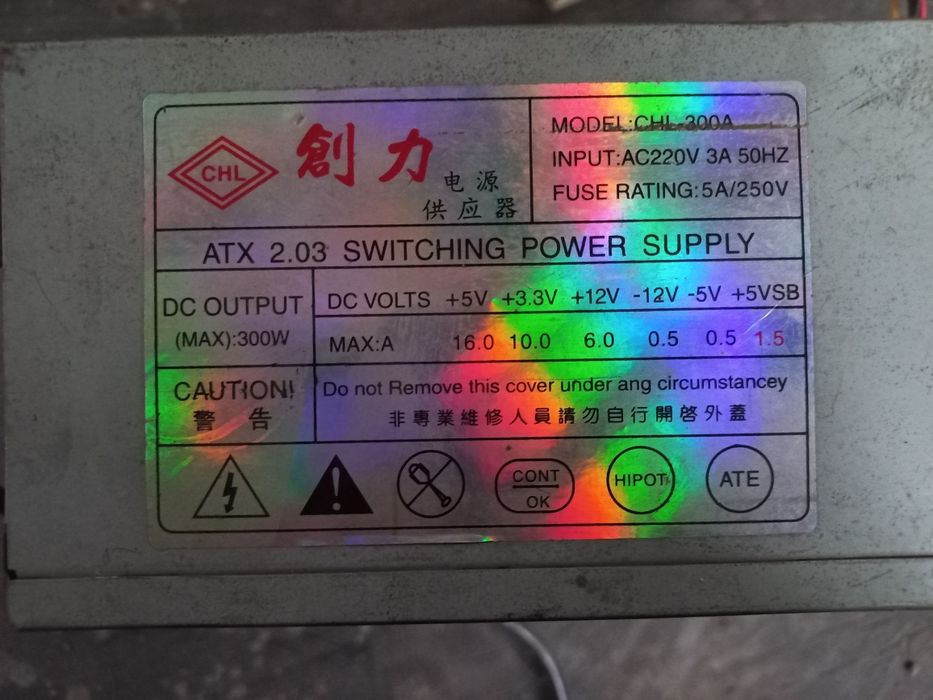 CHL 創力
电源
供应器
MODEL:CHL-300A
INPUT:AC220V 3A 50HZ
FUSE RATING:5A/250V
ATX 2.03 SWITCHING POWER SUPPLY
DC OUTPUT
(MAX):300W
DC VOLTS +5V +3.3V +12V -12V -5V +5VSB
MAX:A 16.0 10.0 6.0 0.5 0.5 1.5
CAUTION!
警告
Do not Remove this cover under ang circumstancey
非專業維修人員請勿自行開啓外蓋
CONT
OK
HIPOT
ATE